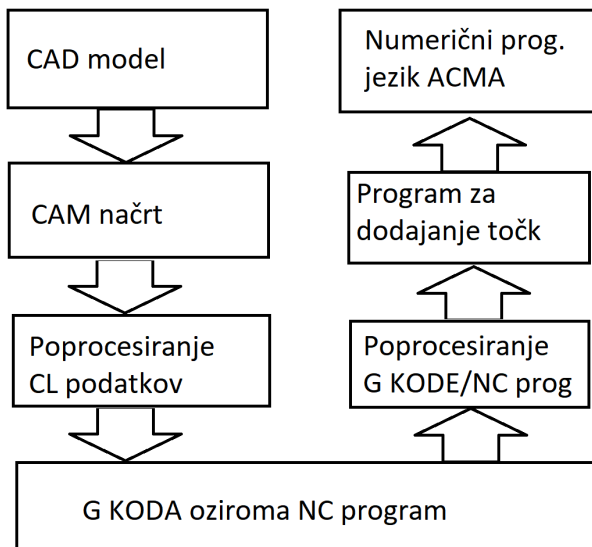 CAD model
CAM načrt
Poprocesiranje
CL podatkov
G KODA oziroma NC program
Poprocesiranje
G KODE/NC prog
Program za
dodajanje točk
Numerični prog.
jezik ACMA